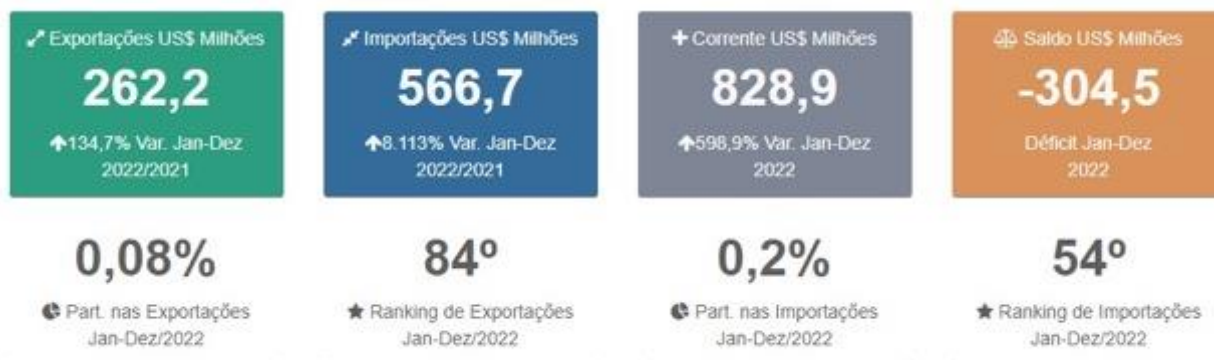 Exportações US$ Milhões
262,2
134,7% Var. Jan-Dez
2022/2021
Importações US$ Milhões
566,7
8.113% Var. Jan-Dez
2022/2021
Corrente US$ Milhões
828,9
598,9% Var. Jan-Dez
2022
Saldo US$ Milhões
-304,5
Déficit Jan-Dez
2022
0,08%
Part. nas Exportações
Jan-Dez/2022
84º
Ranking de Exportações
Jan-Dez/2022
0,2%
Part. nas Importações
Jan-Dez/2022
54º
Ranking de Importações
Jan-Dez/2022